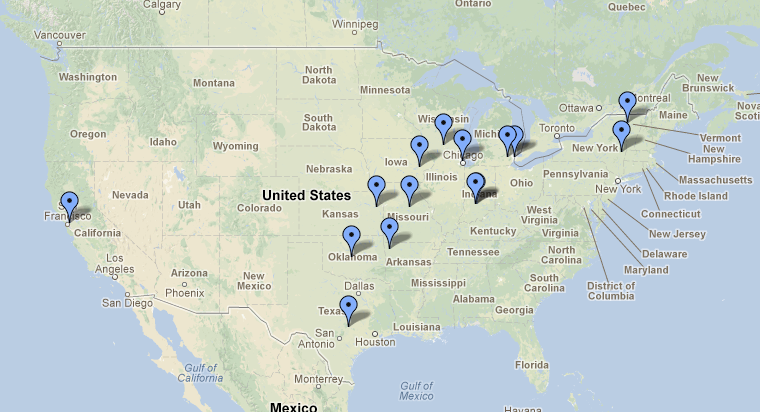 Calgary
Ontario
Quebec
Vancouver
Winnipeg
Washington
North
Dakota
Montana
Minnesota
Ottawa
Montreal
Maine
New
Brunswick
Nova
Scotia
South
Dakota
Wisconsin
Oregon
Idaho
Wyoming
Toronto
Vermont
New
Hampshire
New York
Iowa
Chicago
Nebraska
Illinois
Ohio
Pennsylvania
Massachusetts
Nevada
Utah
United States
Indiana
New York
Rhode Island
Colorado
Kansas
Missouri
West
Virginia
Connecticut
Francisco
California
Kentucky
Virginia
New Jersey
Los
Angeles
Oklahoma
Tennessee
North
Carolina
Delaware
Arizona
Phoenix
New
Mexico
Arkansas
Maryland
San Diego
Dallas
Mississippi
Alabama
South
Carolina
District of
Columbia
Georgia
Texas
Louisiana
San
Antonio
Houston
Florida
Gulf of
California
Monterrey
Gulf of
Mexico
Mexico
Havana